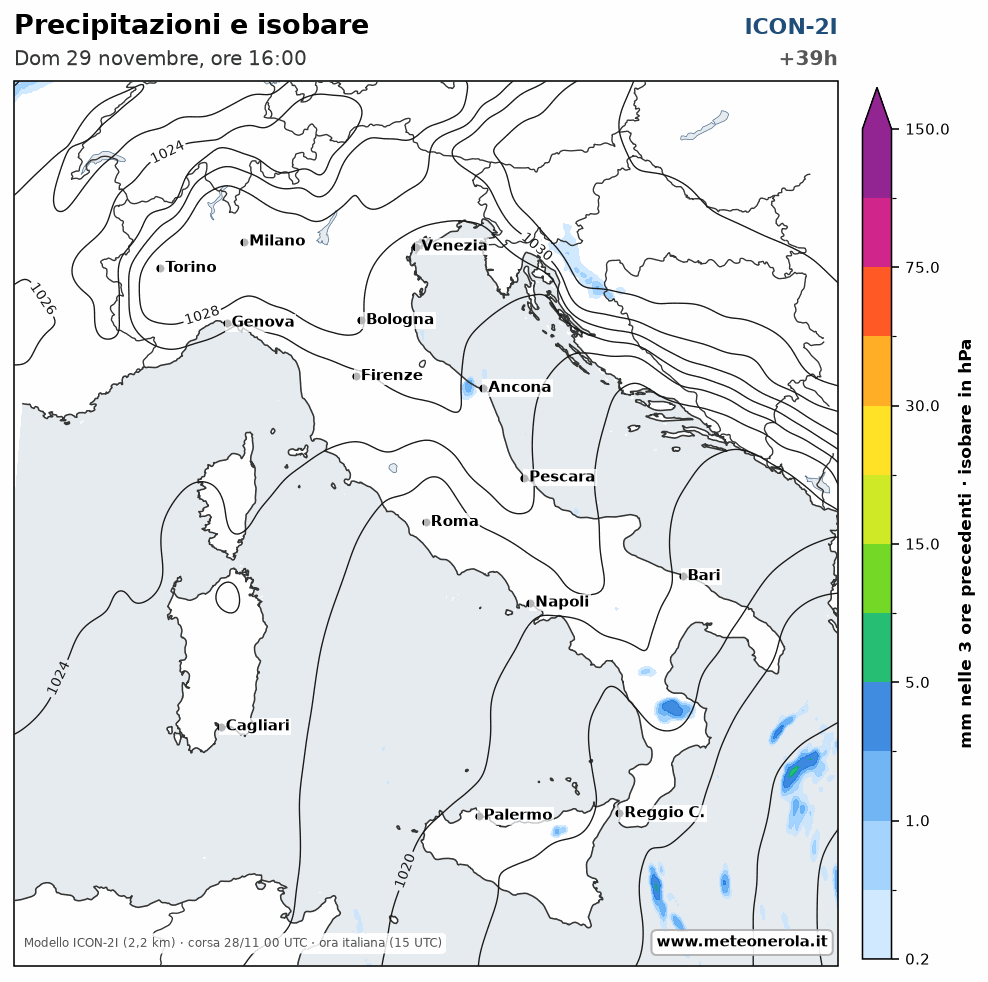 Precipitazioni e isobare
ICON-2I
Dom 29 novembre, ore 16:00
+39h
150.0
75.0
30.0
15.0
5.0
1.0
0.2
mm nelle 3 ore precedenti · isobare in hPa
1024
1030
1026
1028
1024
1020
Milano
Venezia
Torino
Genova
Bologna
Firenze
Ancona
Pescara
Roma
Bari
Napoli
Cagliari
Palermo
Reggio C.
Modello ICON-2I (2,2 km) · corsa 28/11 00 UTC · ora italiana (15 UTC)
www.meteonerola.it